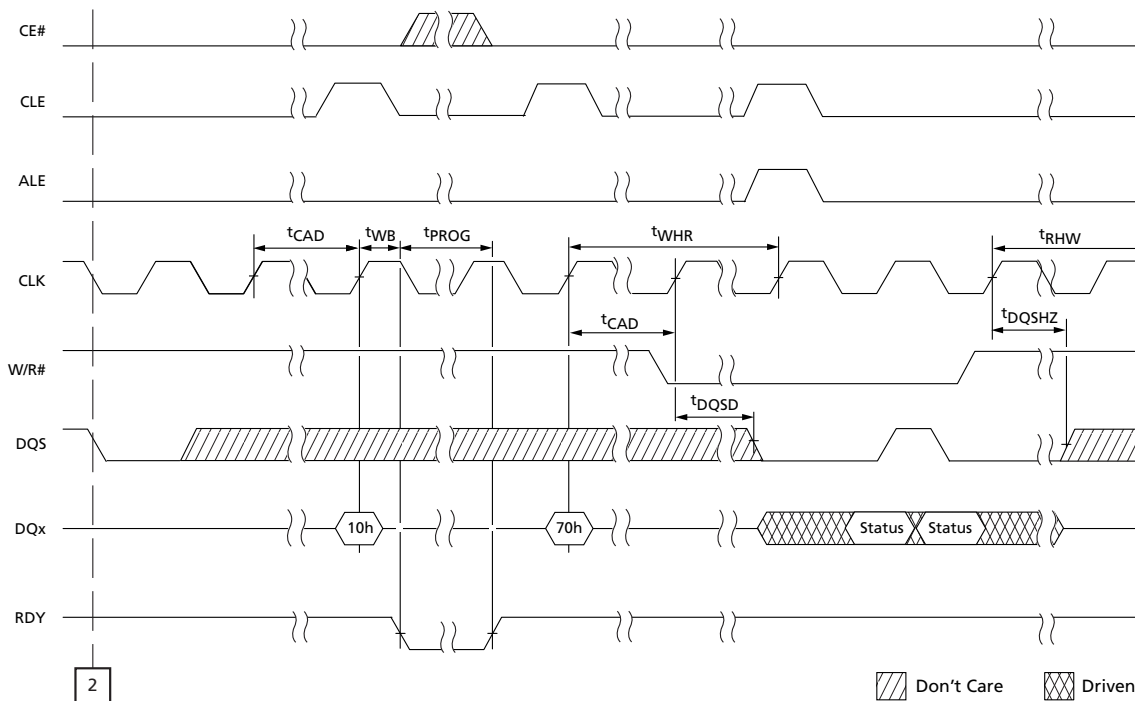 CE#
CLE
ALE
tCAD tWB tPROG tWHR tRHW
CLK
tCAD tDQSHZ
W/R#
tDQSD
DQS
DQx 10h 70h Status Status
RDY
2 Don't Care Driven